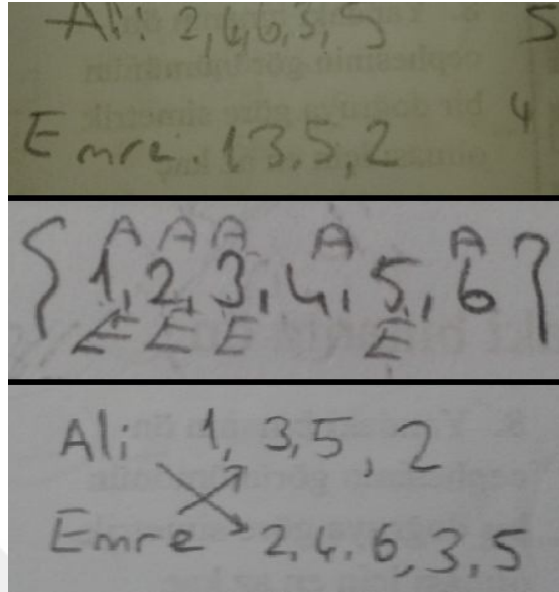 Ali: 2,4,6,3,5 5
Emre: 1,3,5,2 4
A A A A A
{1,2,3,4,5,6}
E E E E
Ali 1,3,5,2
Emre 2,4,6,3,5